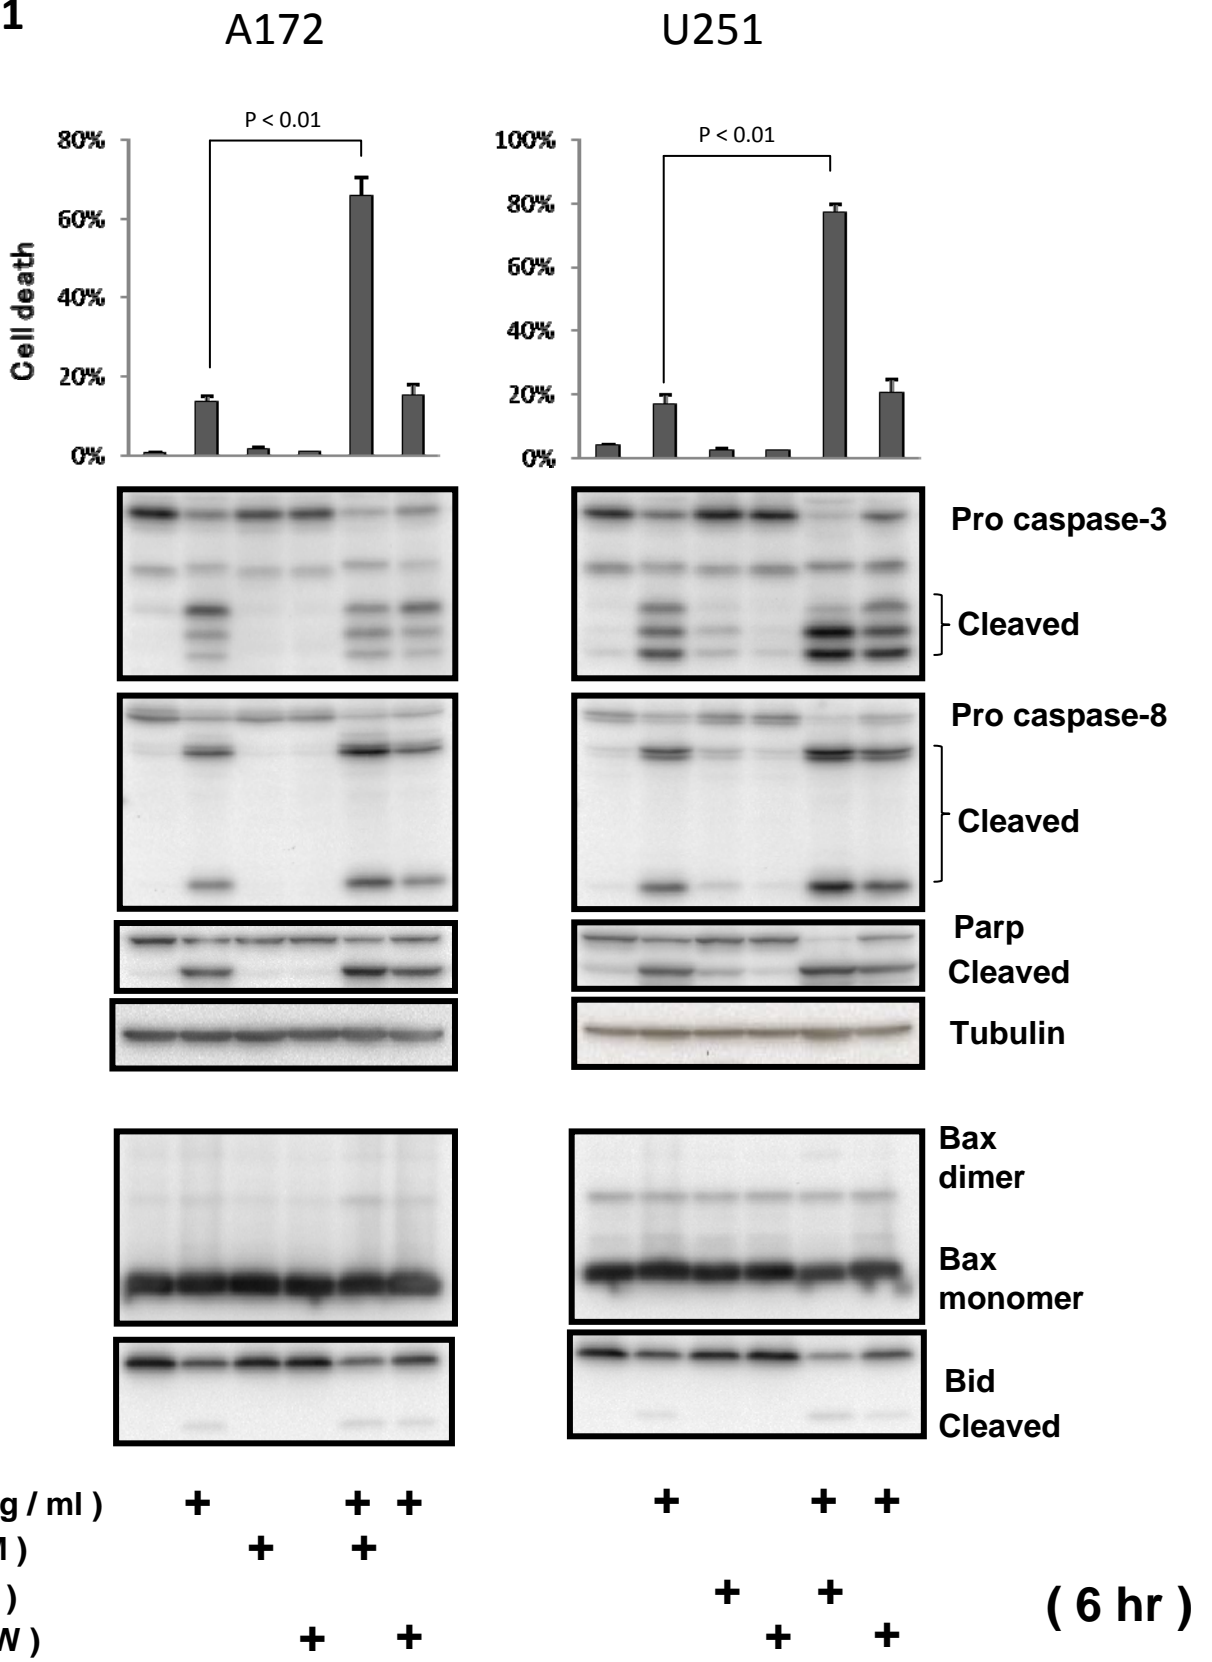 1
A172 U251
P < 0.01
P < 0.01
Cell death
80%
60%
40%
20%
0%
100%
80%
60%
40%
20%
0%
Pro caspase-3
Cleaved
Pro caspase-8
Cleaved
Parp
Cleaved
Tubulin
Bax
dimer
Bax
monomer
Bid
Cleaved
g / ml ) + + + + + +
) + +
) + +
) + + + +
( 6 hr )